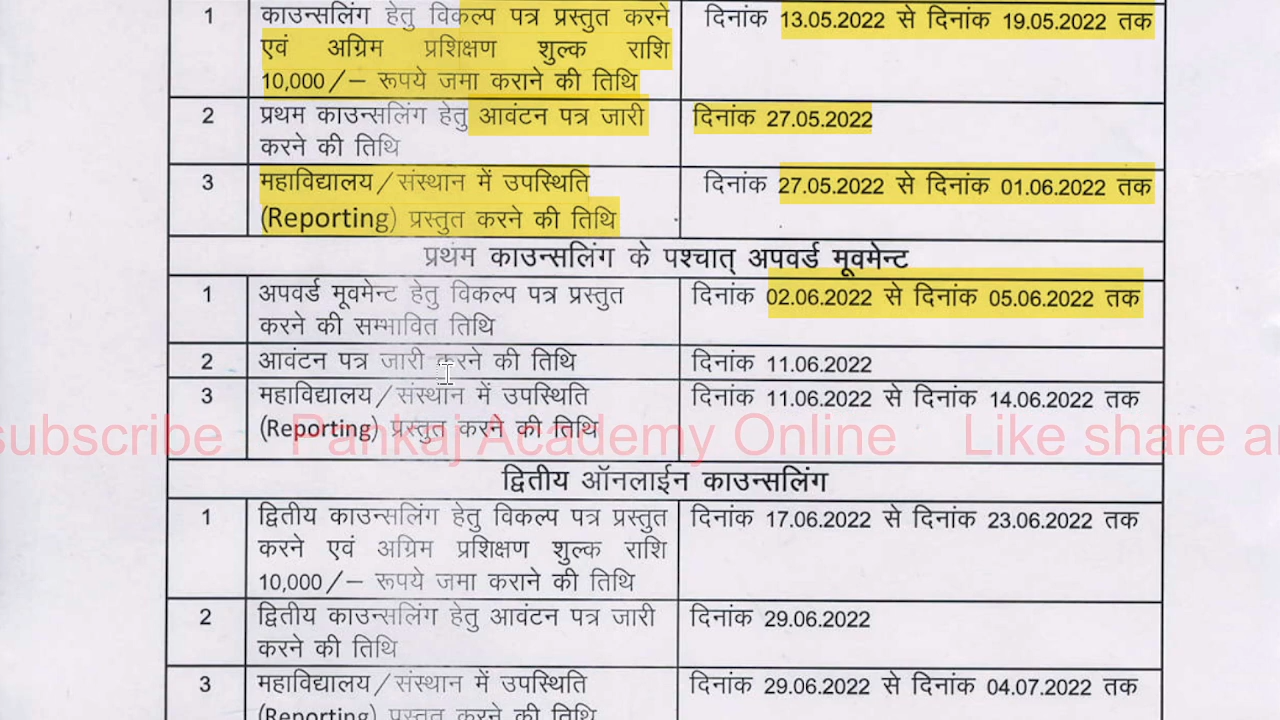 1 काउन्सलिंग हेतु विकल्प पत्र प्रस्तुत करने दिनांक 13.05.2022 से दिनांक 19.05.2022 तक
एवं अग्रिम प्रशिक्षण शुल्क राशि
10,000/— रूपये जमा कराने की तिथि
2 प्रथम काउन्सलिंग हेतु आवंटन पत्र जारी दिनांक 27.05.2022
करने की तिथि
3 महाविद्यालय/संस्थान में उपस्थिति दिनांक 27.05.2022 से दिनांक 01.06.2022 तक
(Reporting) प्रस्तुत करने की तिथि
प्रथम काउन्सलिंग के पश्चात् अपवर्ड मूवमेन्ट
1 अपवर्ड मूवमेन्ट हेतु विकल्प पत्र प्रस्तुत दिनांक 02.06.2022 से दिनांक 05.06.2022 तक
करने की सम्भावित तिथि
2 आवंटन पत्र जारी करने की तिथि दिनांक 11.06.2022
3 महाविद्यालय/संस्थान में उपस्थिति दिनांक 11.06.2022 से दिनांक 14.06.2022 तक
(Reporting) प्रस्तुत करने की तिथि
subscribe Pankaj Academy Online Like share a
द्वितीय ऑनलाईन काउन्सलिंग
1 द्वितीय काउन्सलिंग हेतु विकल्प पत्र प्रस्तुत दिनांक 17.06.2022 से दिनांक 23.06.2022 तक
करने एवं अग्रिम प्रशिक्षण शुल्क राशि
10,000/— रूपये जमा कराने की तिथि
2 द्वितीय काउन्सलिंग हेतु आवंटन पत्र जारी दिनांक 29.06.2022
करने की तिथि
3 महाविद्यालय/संस्थान में उपस्थिति दिनांक 29.06.2022 से दिनांक 04.07.2022 तक
(Reporting) प्रस्तुत करने की तिथि